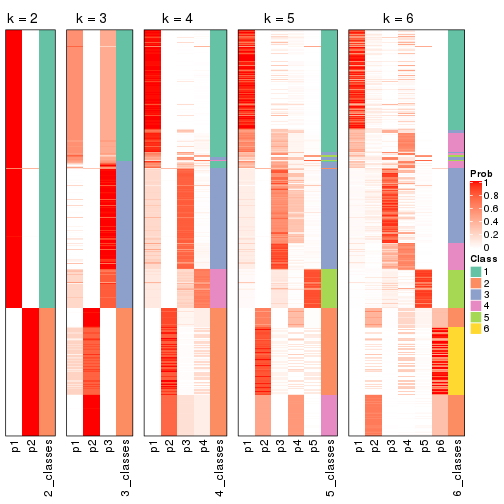 k = 2
k = 3
k = 4
k = 5
k = 6
p1
p2
2_classes
p1
p2
p3
3_classes
p1
p2
p3
p4
4_classes
p1
p2
p3
p4
p5
5_classes
p1
p2
p3
p4
p5
p6
6_classes
Prob
1
0.8
0.6
0.4
0.2
0
Class
1
2
3
4
5
6